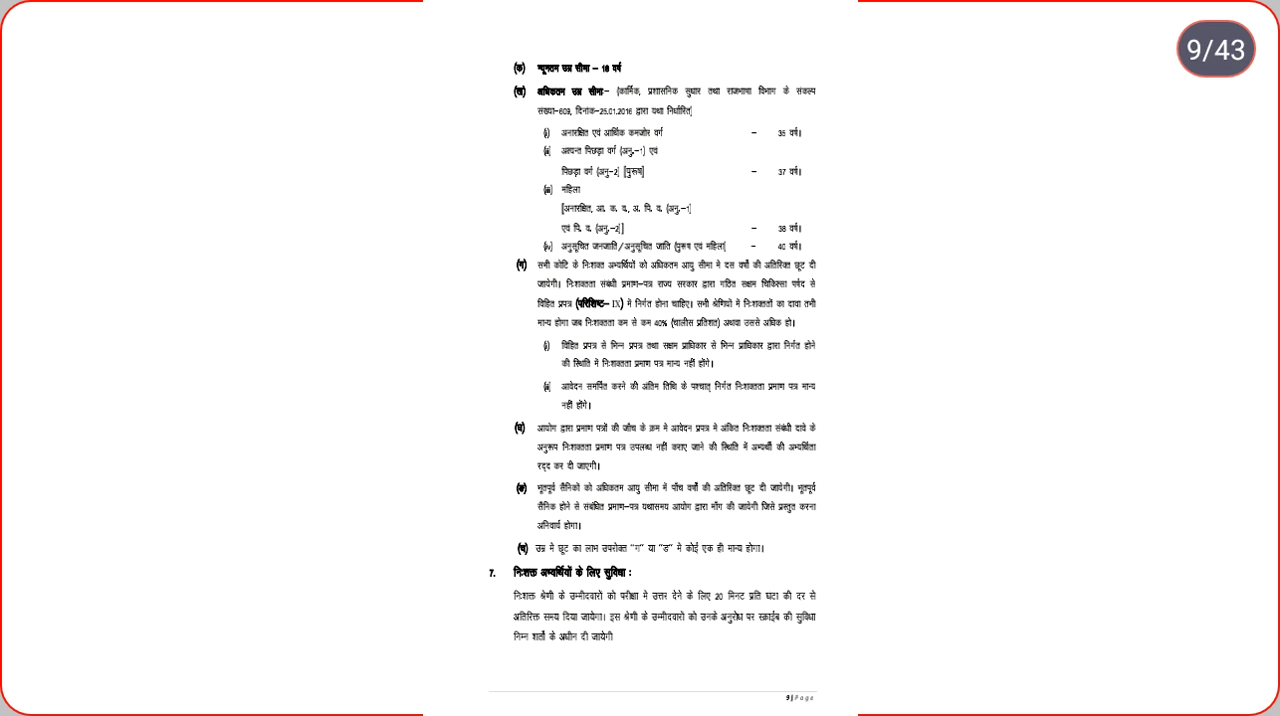 9/43
(क) न्यूनतम उम्र सीमा – 18 वर्ष
(ख) अधिकतम उम्र सीमा– (कार्मिक, प्रशासनिक सुधार तथा राजभाषा विभाग के संकल्प
संख्या–609, दिनांक–25.01.2016 द्वारा यथा निर्धारित)
(i) अनारक्षित एवं आर्थिक कमजोर वर्ग – 35 वर्ष।
(ii) अत्यन्त पिछड़ा वर्ग (अनु.–1) एवं
पिछड़ा वर्ग (अनु–2) [पुरूष] – 37 वर्ष।
(iii) महिला
[अनारक्षित, आ. क. व., अ. पि. व. (अनु.–1)
एवं पि. व. (अनु.–2)] – 38 वर्ष।
(iv) अनुसूचित जनजाति/अनुसूचित जाति (पुरूष एवं महिला) – 40 वर्ष।
(ग) सभी कोटि के निःशक्त अभ्यर्थियों को अधिकतम आयु सीमा में दस वर्षों की अतिरिक्त छूट दी
जायेगी। निःशक्तता संबंधी प्रमाण–पत्र राज्य सरकार द्वारा गठित सक्षम चिकित्सा पर्षद से
विहित प्रपत्र (परिशिष्ट– IX) में निर्गत होना चाहिए। सभी श्रेणियों में निःशक्तता का दावा तभी
मान्य होगा जब निःशक्तता कम से कम 40% (चालीस प्रतिशत) अथवा उससे अधिक हो।
(i) विहित प्रपत्र से भिन्न प्रपत्र तथा सक्षम प्राधिकार से भिन्न प्राधिकार द्वारा निर्गत होने
की स्थिति में निःशक्तता प्रमाण पत्र मान्य नहीं होंगे।
(ii) आवेदन समर्पित करने की अंतिम तिथि के पश्चात् निर्गत निःशक्तता प्रमाण पत्र मान्य
नहीं होंगे।
(घ) आयोग द्वारा प्रमाण पत्रों की जाँच के क्रम में आवेदन प्रपत्र में अंकित निःशक्तता संबंधी दावे के
अनुरूप निःशक्तता प्रमाण पत्र उपलब्ध नहीं कराए जाने की स्थिति में अभ्यर्थी की अभ्यर्थिता
रद्द कर दी जाएगी।
(ङ) भूतपूर्व सैनिकों को अधिकतम आयु सीमा में पाँच वर्षों की अतिरिक्त छूट दी जायेगी। भूतपूर्व
सैनिक होने से संबंधित प्रमाण–पत्र यथासमय आयोग द्वारा माँग की जायेगी जिसे प्रस्तुत करना
अनिवार्य होगा।
(च) उम्र में छूट का लाभ उपरोक्त "ग" या "ड" में कोई एक ही मान्य होगा।
7. निःशक्त अभ्यर्थियों के लिए सुविधा :
निःशक्त श्रेणी के उम्मीदवारों को परीक्षा में उत्तर देने के लिए 20 मिनट प्रति घंटा की दर से
अतिरिक्त समय दिया जायेगा। इस श्रेणी के उम्मीदवारों को उनके अनुरोध पर स्क्राईब की सुविधा
निम्न शर्तों के अधीन दी जायेगी
9 | Page